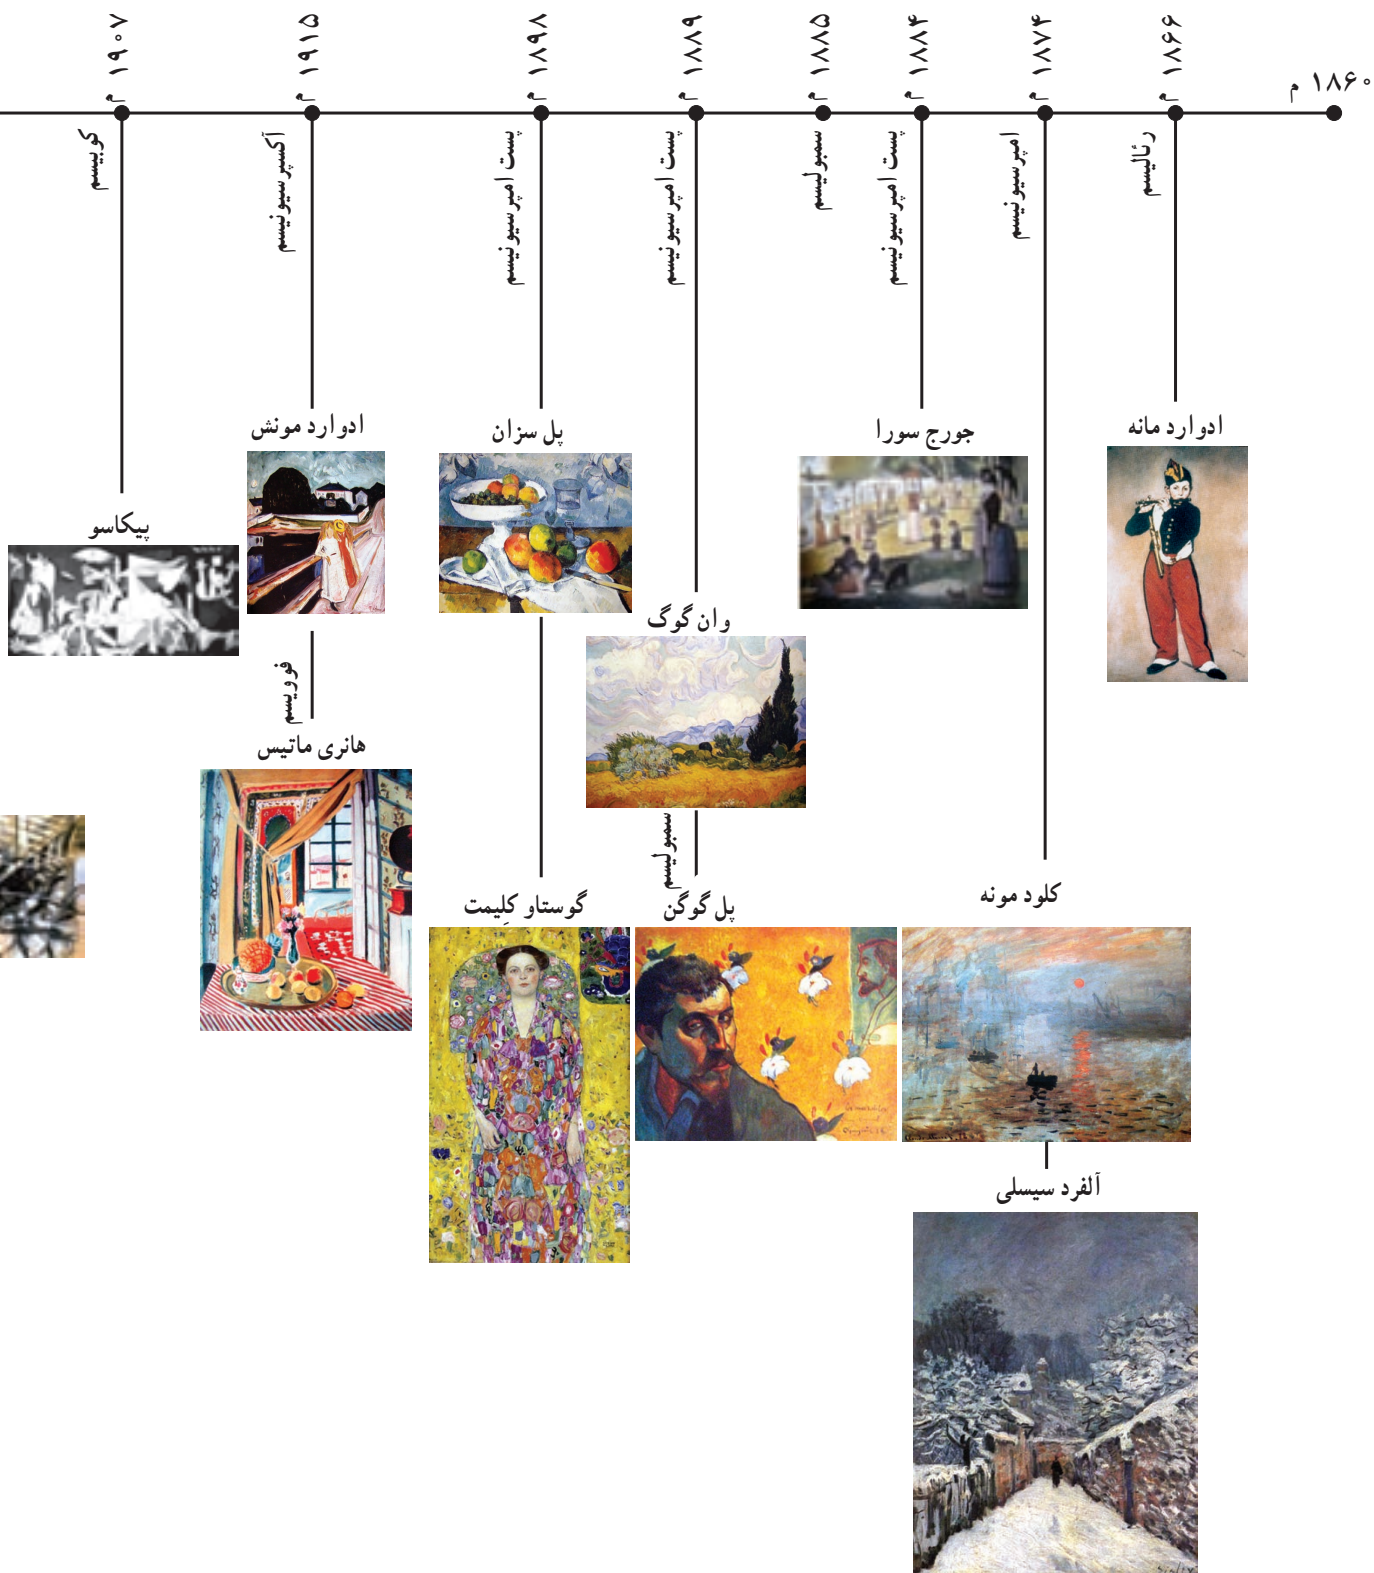 ۱۸۶۰ م
۱۸۶۶ م
رئالیسم
ادوارد مانه
۱۸۷۴ م
امپرسیونیسم
کلود مونه
آلفرد سیسلی
۱۸۸۴ م
پست امپرسیونیسم
جورج سورا
۱۸۸۵ م
سمبولیسم
۱۸۸۹ م
پست امپرسیونیسم
وان گوگ
سمبولیسم
پل گوگن
۱۸۹۸ م
پست امپرسیونیسم
پل سزان
گوستاو کلِیمت
۱۹۱۵ م
آکسپرسیونیسم
ادوارد مونش
فوویسم
هانری ماتیس
۱۹۰۷ م
کوبیسم
پیکاسو